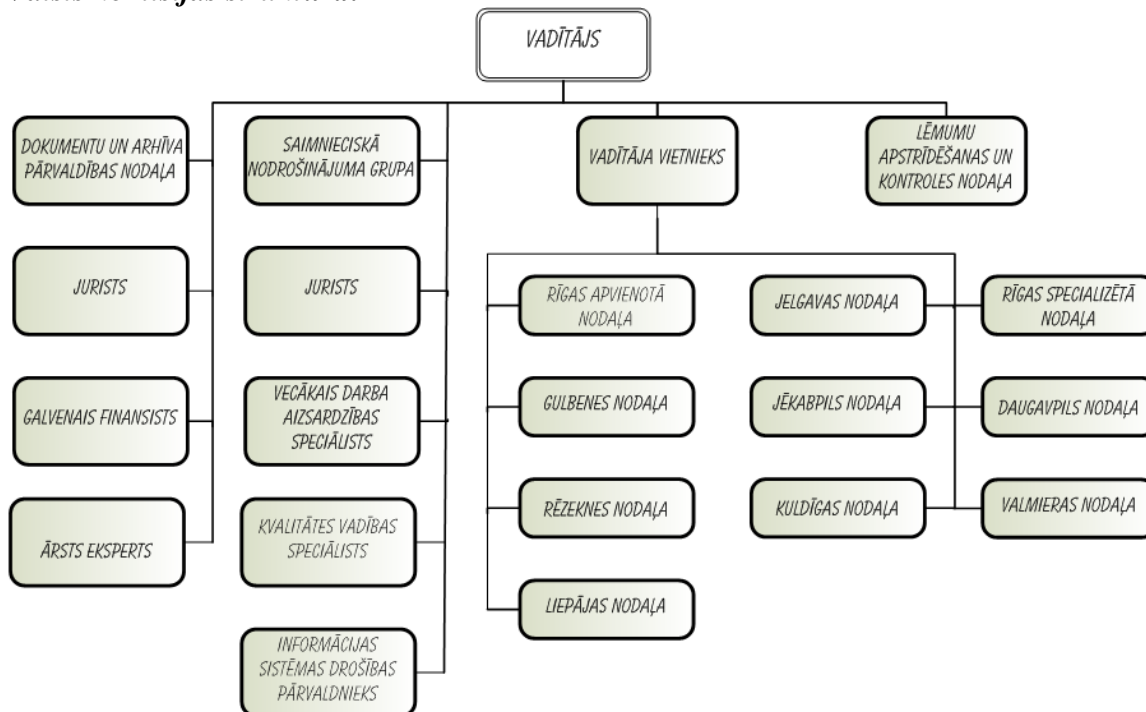 VADĪTĀJS
DOKUMENTU UN ARHĪVA
PĀRVALDĪBAS NODAĻA
SAIMNIECISKĀ
NODROŠINĀJUMA GRUPA
VADĪTĀJA VIETNIEKS
LĒMUMU
APSTRĪDĒŠANAS UN
KONTROLES NODAĻA
JURISTS
JURISTS
RĪGAS APVIENOTĀ
NODAĻA
JELGAVAS NODAĻA
RĪGAS SPECIALIZĒTĀ
NODAĻA
GALVENAIS FINANSISTS
VECĀKAIS DARBA
AIZSARDZĪBAS
SPECIĀLISTS
GULBENES NODAĻA
JĒKABPILS NODAĻA
DAUGAVPILS NODAĻA
ĀRSTS EKSPERTS
KVALITĀTES VADĪBAS
SPECIĀLISTS
RĒZEKNES NODAĻA
KULDĪGAS NODAĻA
VALMIERAS NODAĻA
LIEPĀJAS NODAĻA
INFORMĀCIJAS
SISTĒMAS DROŠĪBAS
PĀRVALDNIEKS